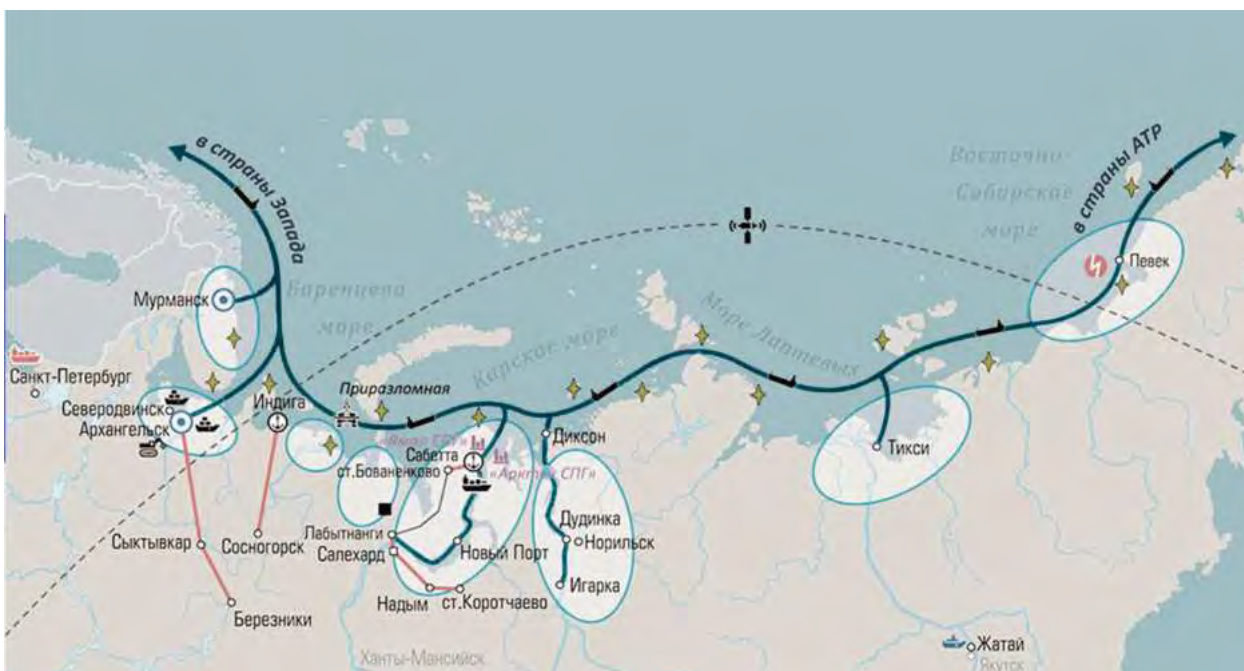 в страны Запада
Восточно-
Сибирское
море
в страны АТР
Певек
Мурманск
Баренцево
море
Карское море
Море Лаптевых
Санкт-Петербург
Приразломная
Северодвинск
Архангельск
Индига
Диксон
Тикси
«Ямал СПГ»
Сабетта
ст.Бованенково
«Арктик СПГ»
Лабытнанги
Салехард
Новый Порт
Дудинка
Норильск
Игарка
Сыктывкар
Сосногорск
Надым
ст.Коротчаево
Березники
Ханты-Мансийск
Жатай
Якутск